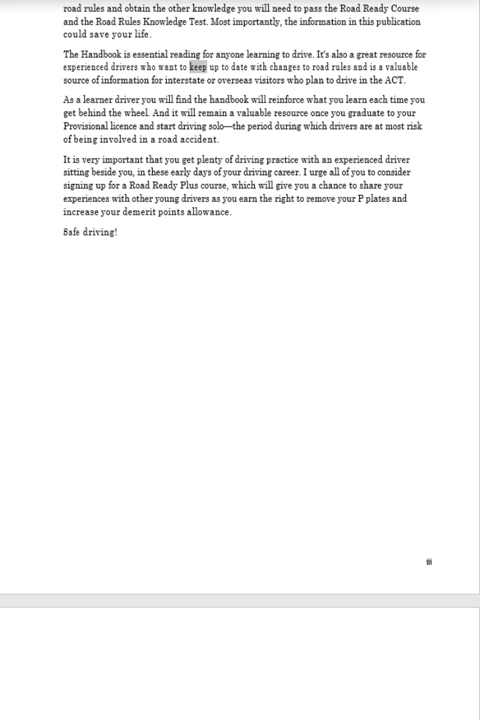 road rules and obtain the other knowledge you will need to pass the Road Ready Course
and the Road Rules Knowledge Test. Most importantly, the information in this publication
could save your life.
The Handbook is essential reading for anyone learning to drive. It's also a great resource for
experienced drivers who want to keep up to date with changes to road rules and is a valuable
source of information for interstate or overseas visitors who plan to drive in the ACT.
As a learner driver you will find the handbook will reinforce what you learn each time you
get behind the wheel. And it will remain a valuable resource once you graduate to your
Provisional licence and start driving solo—the period during which drivers are at most risk
of being involved in a road accident.
It is very important that you get plenty of driving practice with an experienced driver
sitting beside you, in these early days of your driving career. I urge all of you to consider
signing up for a Road Ready Plus course, which will give you a chance to share your
experiences with other young drivers as you earn the right to remove your P plates and
increase your demerit points allowance.
Safe driving!